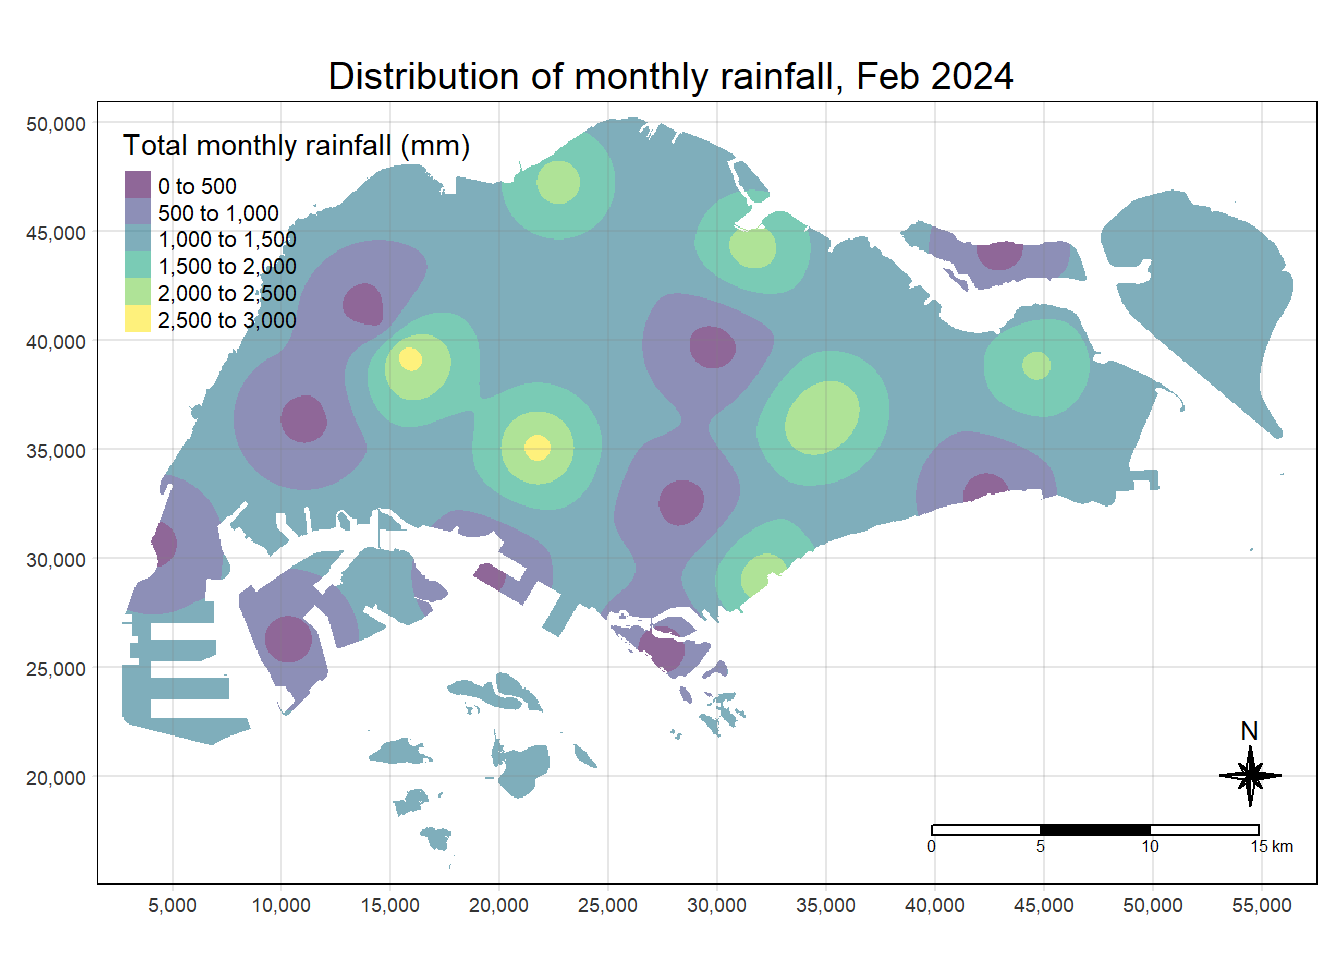 Distribution of monthly rainfall, Feb 2024
Total monthly rainfall (mm)
0 to 500
500 to 1,000
1,000 to 1,500
1,500 to 2,000
2,000 to 2,500
2,500 to 3,000
50,000
45,000
40,000
35,000
30,000
25,000
20,000
N
0 5 10 15 km
5,000 10,000 15,000 20,000 25,000 30,000 35,000 40,000 45,000 50,000 55,000